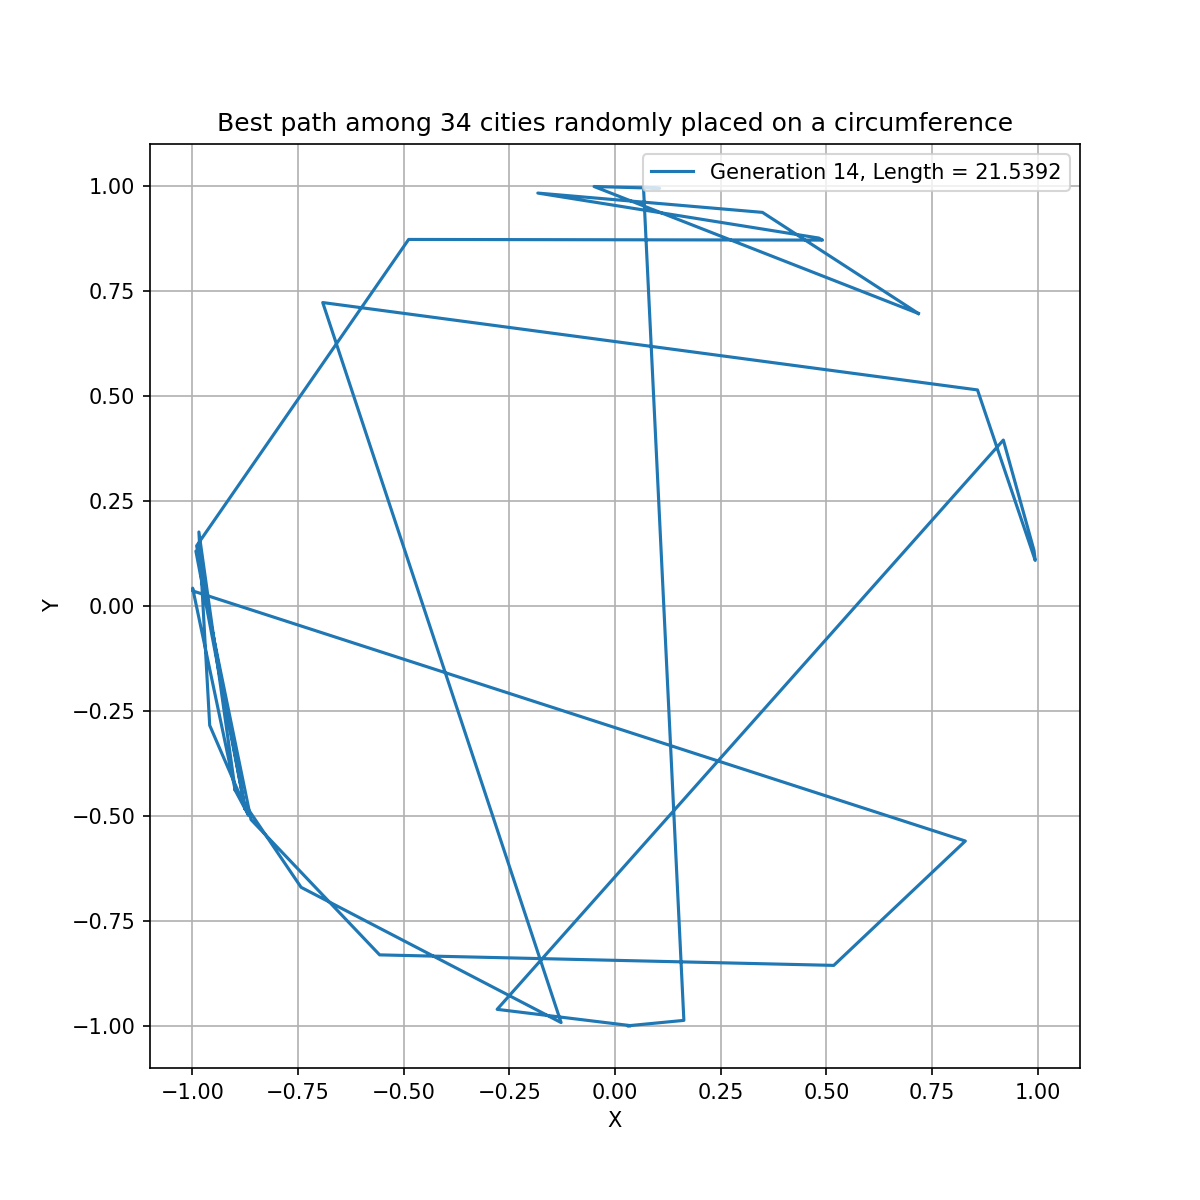 Best path among 34 cities randomly placed on a circumference
Generation 14, Length = 21.5392
1.00
0.75
0.50
0.25
0.00
−0.25
−0.50
−0.75
−1.00
Y
−1.00 −0.75 −0.50 −0.25 0.00 0.25 0.50 0.75 1.00
X